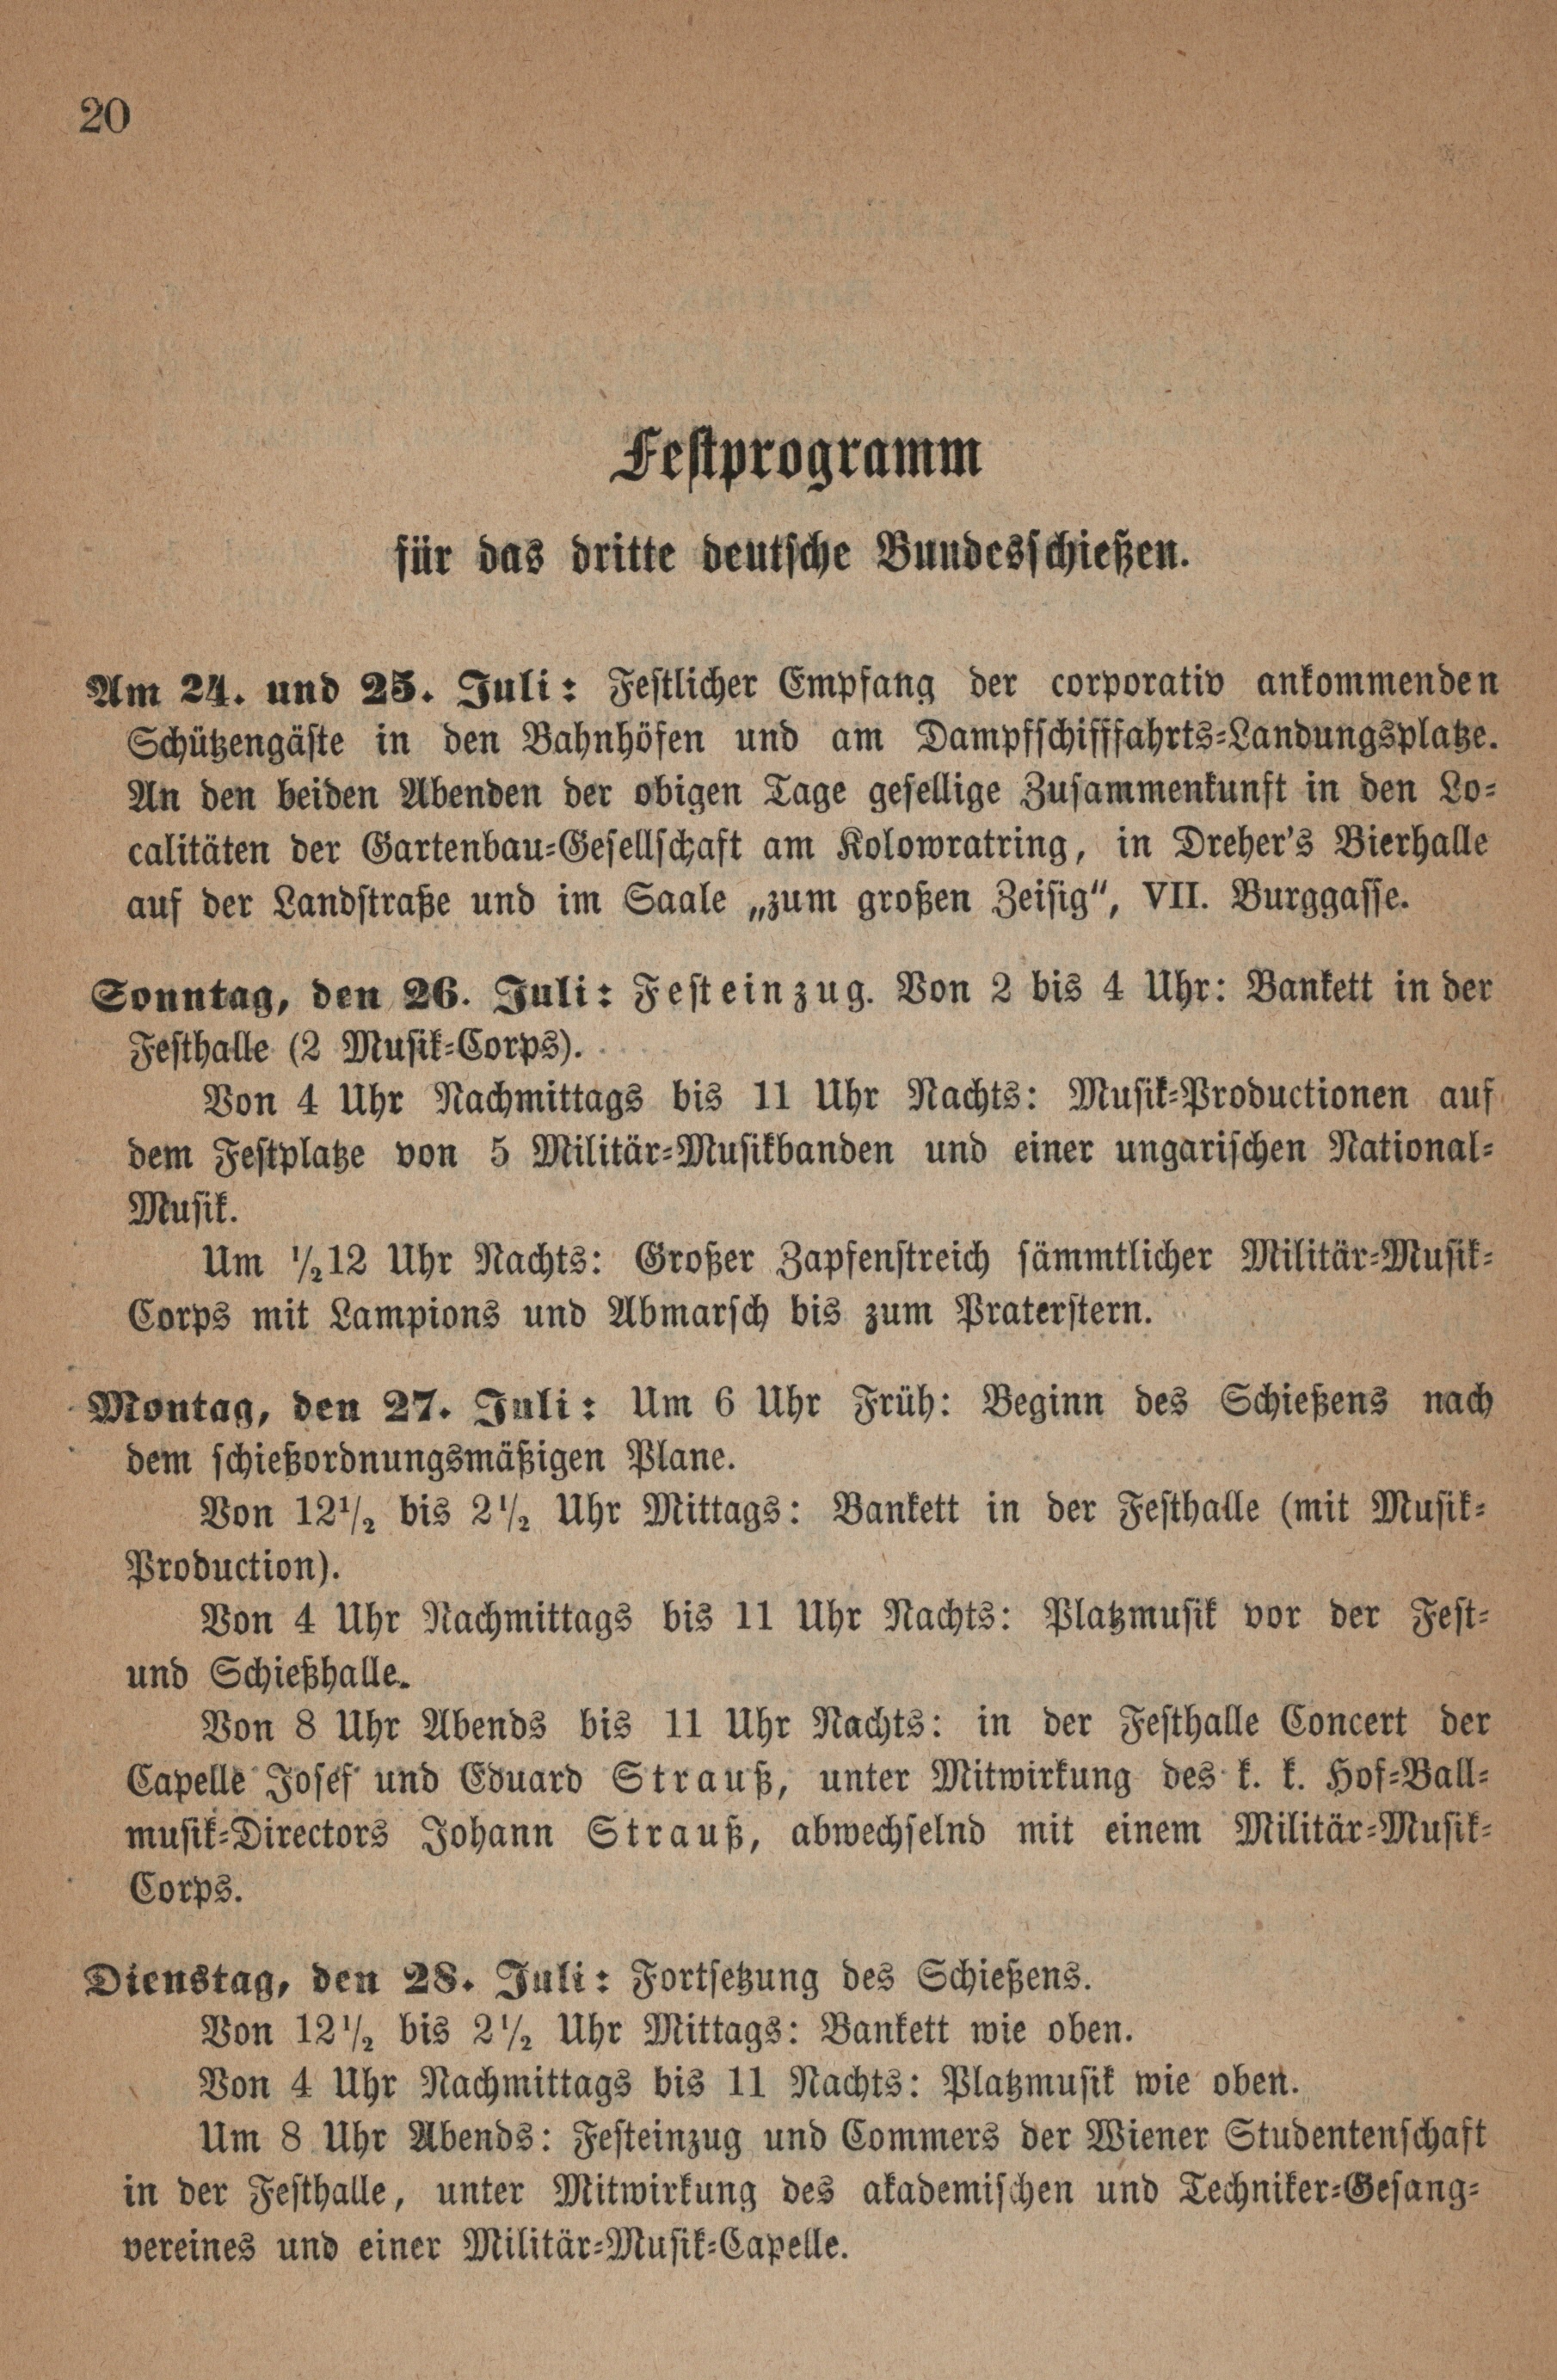 20
Festprogramm
für das dritte deutsche Bundesschießen.
Am 24. und 25. Juli: Festlicher Empfang der corporativ ankommenden
Schützengäste in den Bahnhöfen und am Dampfschifffahrts-Landungsplatze.
An den beiden Abenden der obigen Tage gesellige Zusammenkunft in den Lo-
calitäten der Gartenbau-Gesellschaft am Kolowratring, in Dreher's Bierhalle
auf der Landstraße und im Saale „zum großen Zeisig“, VII. Burggasse.
Sonntag, den 26. Juli: Festeinzug. Von 2 bis 4 Uhr: Bankett in der
Festhalle (2 Musik-Corps).
Von 4 Uhr Nachmittags bis 11 Uhr Nachts: Musik-Productionen auf
dem Festplatze von 5 Militär-Musikbanden und einer ungarischen National-
Musik.
Um 1/2 12 Uhr Nachts: Großer Zapfenstreich sämmtlicher Militär-Musik-
Corps mit Lampions und Abmarsch bis zum Praterstern.
Montag, den 27. Juli: Um 6 Uhr Früh: Beginn des Schießens nach
dem schießordnungsmäßigen Plane.
Von 12 1/2 bis 2 1/2 Uhr Mittags: Bankett in der Festhalle (mit Musik-
Production).
Von 4 Uhr Nachmittags bis 11 Uhr Nachts: Platzmusik vor der Fest-
und Schießhalle.
Von 8 Uhr Abends bis 11 Uhr Nachts: in der Festhalle Concert der
Capelle Josef und Eduard Strauß, unter Mitwirkung des k. k. Hof-Ball-
musik-Directors Johann Strauß, abwechselnd mit einem Militär-Musik-
Corps.
Dienstag, den 28. Juli: Fortsetzung des Schießens.
Von 12 1/2 bis 2 1/2 Uhr Mittags: Bankett wie oben.
Von 4 Uhr Nachmittags bis 11 Nachts: Platzmusik wie oben.
Um 8 Uhr Abends: Festeinzug und Commers der Wiener Studentenschaft
in der Festhalle, unter Mitwirkung des akademischen und Techniker-Gesang-
vereines und einer Militär-Musik-Capelle.